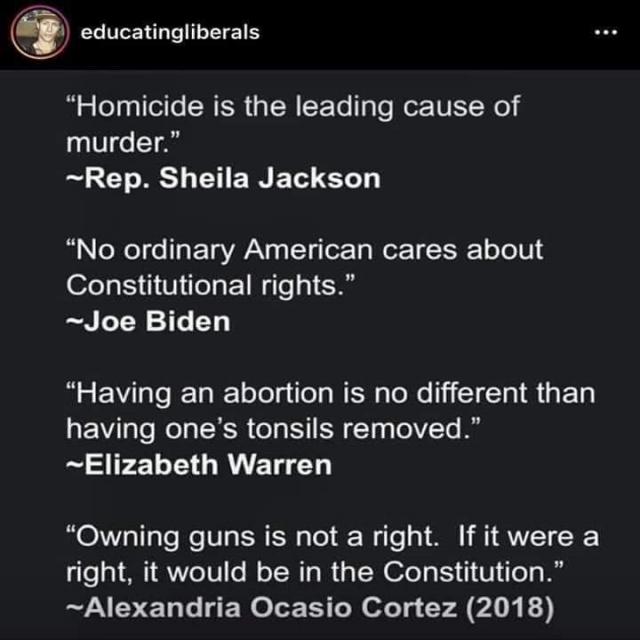 educatingliberals
“Homicide is the leading cause of
murder.”
~Rep. Sheila Jackson
“No ordinary American cares about
Constitutional rights.”
~Joe Biden
“Having an abortion is no different than
having one’s tonsils removed.”
~Elizabeth Warren
“Owning guns is not a right.  If it were a
right, it would be in the Constitution.”
~Alexandria Ocasio Cortez (2018)